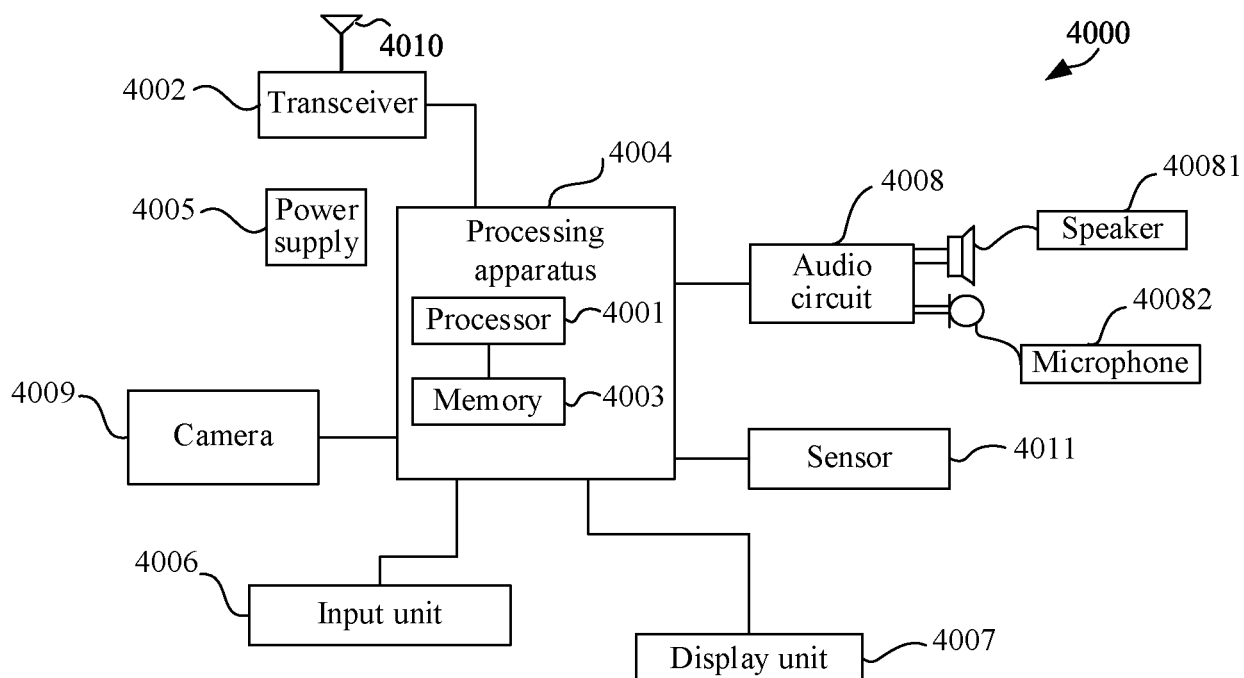 4010
4000
4002
Transceiver
4004
4005
Power
supply
Processing
apparatus
4008
40081
Speaker
Audio
circuit
Processor
4001
40082
Microphone
Memory
4003
4009
Camera
Sensor
4011
4006
Input unit
Display unit
4007